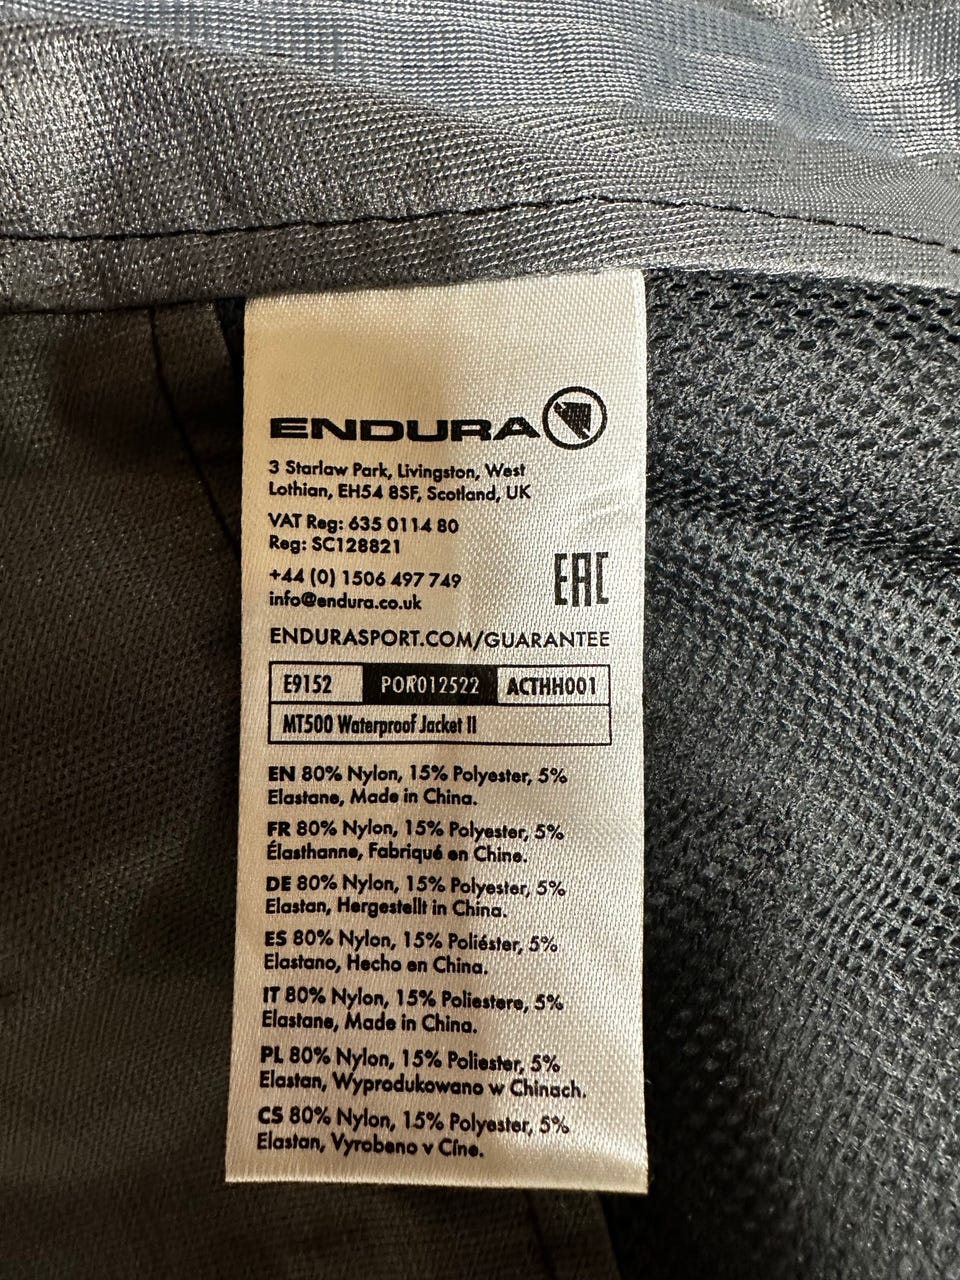 ENDURA
3 Starlaw Park, Livingston, West
Lothian, EH54 8SF, Scotland, UK
VAT Reg: 635 0114 80
Reg: SC128821
+44 (0) 1506 497 749
info@endura.co.uk
EAC
ENDURASPORT.COM/GUARANTEE
E9152 POR012522 ACTHH001
MT500 Waterproof Jacket II
EN 80% Nylon, 15% Polyester, 5%
Elastane, Made in China.
FR 80% Nylon, 15% Polyester, 5%
Élasthanne, Fabriqué en Chine.
DE 80% Nylon, 15% Polyester, 5%
Elastan, Hergestellt in China.
ES 80% Nylon, 15% Poliéster, 5%
Elastano, Hecho en China.
IT 80% Nylon, 15% Poliestere, 5%
Elastane, Made in China.
PL 80% Nylon, 15% Poliester, 5%
Elastan, Wyprodukowano w Chinach.
CS 80% Nylon, 15% Polyester, 5%
Elastan, Vyrobeno v Číne.